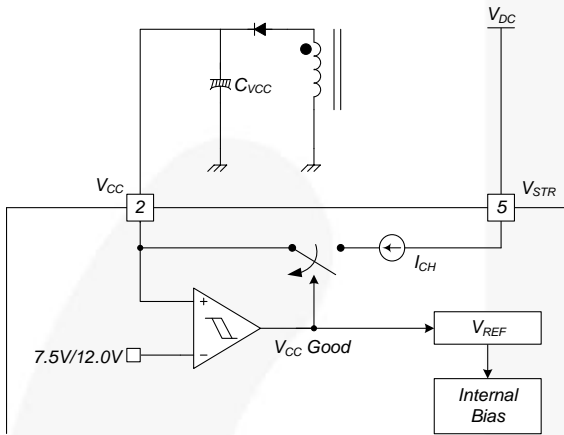 V_DC
C_VCC
V_CC
V_STR
2
5
I_CH
+
7.5V/12.0V
−
V_CC Good
V_REF
Internal
Bias